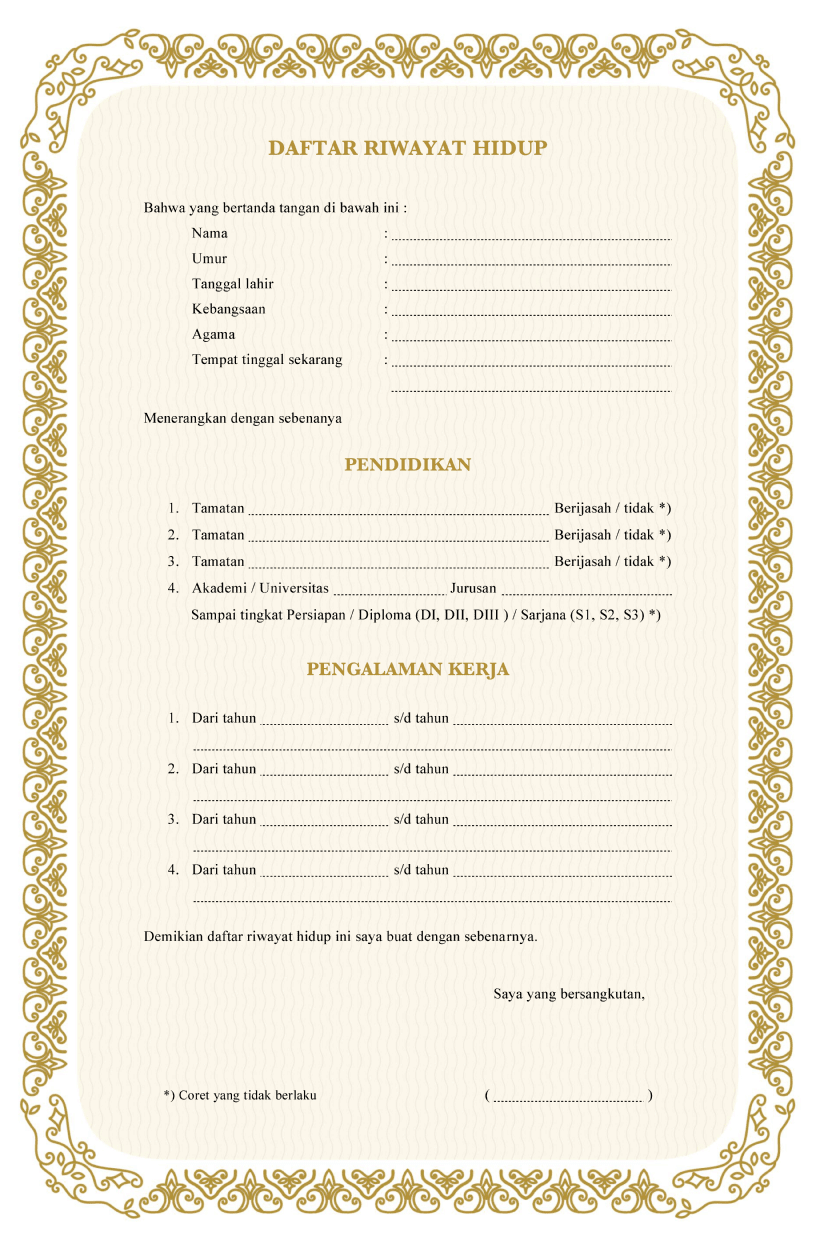 DAFTAR RIWAYAT HIDUP
Bahwa yang bertanda tangan di bawah ini :
Nama :
Umur :
Tanggal lahir :
Kebangsaan :
Agama :
Tempat tinggal sekarang :
Menerangkan dengan sebenanya
PENDIDIKAN
1. Tamatan Berijasah / tidak *)
2. Tamatan Berijasah / tidak *)
3. Tamatan Berijasah / tidak *)
4. Akademi / Universitas Jurusan
Sampai tingkat Persiapan / Diploma (DI, DII, DIII ) / Sarjana (S1, S2, S3) *)
PENGALAMAN KERJA
1. Dari tahun s/d tahun
2. Dari tahun s/d tahun
3. Dari tahun s/d tahun
4. Dari tahun s/d tahun
Demikian daftar riwayat hidup ini saya buat dengan sebenarnya.
Saya yang bersangkutan,
*) Coret yang tidak berlaku ( )